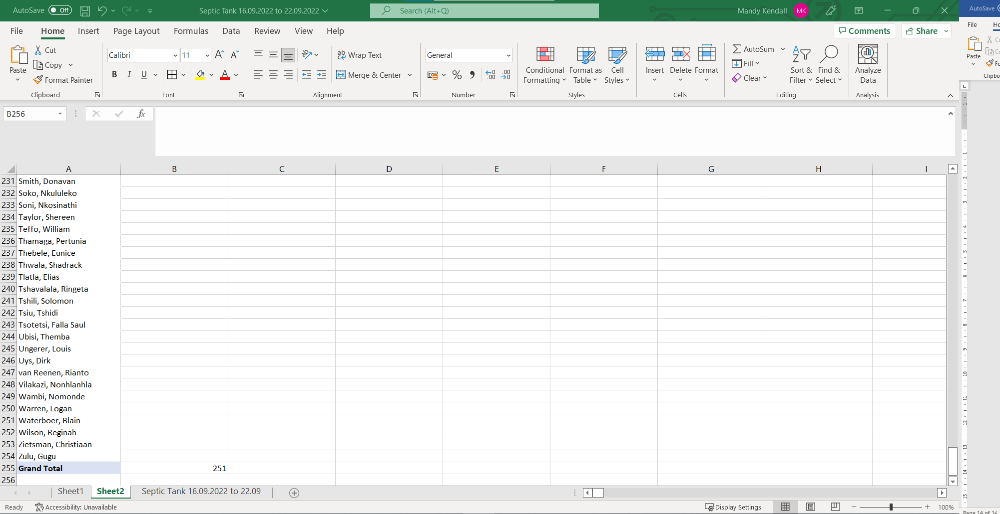 AutoSave Off Septic Tank 16.09.2022 to 22.09.2022 Search (Alt+Q) Mandy Kendall MK AutoSave
File Home Insert Page Layout Formulas Data Review View Help Comments Share File
Cut Calibri 11 Wrap Text General AutoSum
Paste Copy Conditional Formatting Format as Table Cell Styles Insert Delete Format Fill Sort & Filter Find & Select Analyze Data Paste
Format Painter B I U Merge & Center % Clear
Clipboard Font Alignment Number Styles Cells Editing Analysis
B256 fx
A B C D E F G H I
231 Smith, Donavan
232 Soko, Nkululeko
233 Soni, Nkosinathi
234 Taylor, Shereen
235 Teffo, William
236 Thamaga, Pertunia
237 Thebele, Eunice
238 Thwala, Shadrack
239 Tlatla, Elias
240 Tshavalala, Ringeta
241 Tshili, Solomon
242 Tsiu, Tshidi
243 Tsotetsi, Falla Saul
244 Ubisi, Themba
245 Ungerer, Louis
246 Uys, Dirk
247 van Reenen, Rianto
248 Vilakazi, Nonhlanhla
249 Wambi, Nomonde
250 Warren, Logan
251 Waterboer, Blain
252 Wilson, Reginah
253 Zietsman, Christiaan
254 Zulu, Gugu
255 Grand Total 251
256
Sheet1 Sheet2 Septic Tank 16.09.2022 to 22.09
Ready Accessibility: Unavailable Display Settings 100% Page 14 of 14